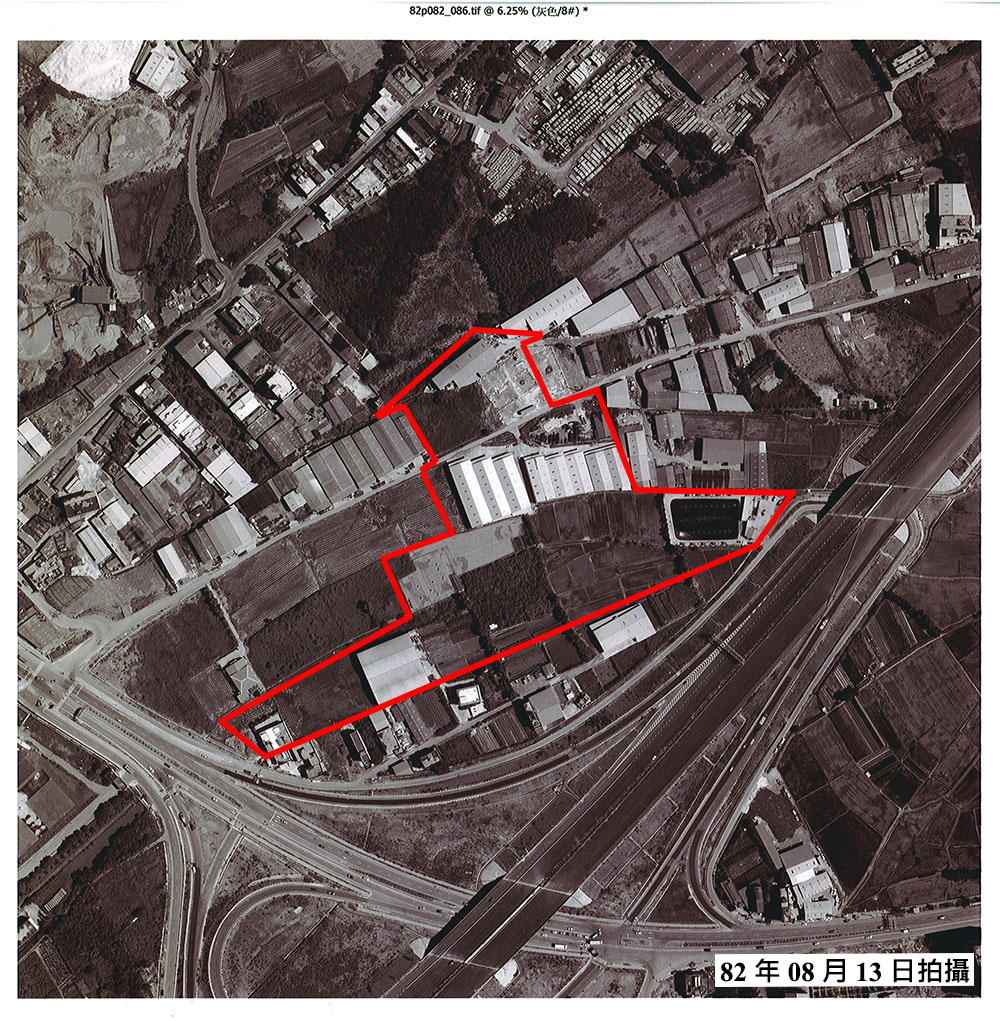 82p082_086.tif @ 6.25% (灰色/8#) *
82 年 08 月 13 日拍攝